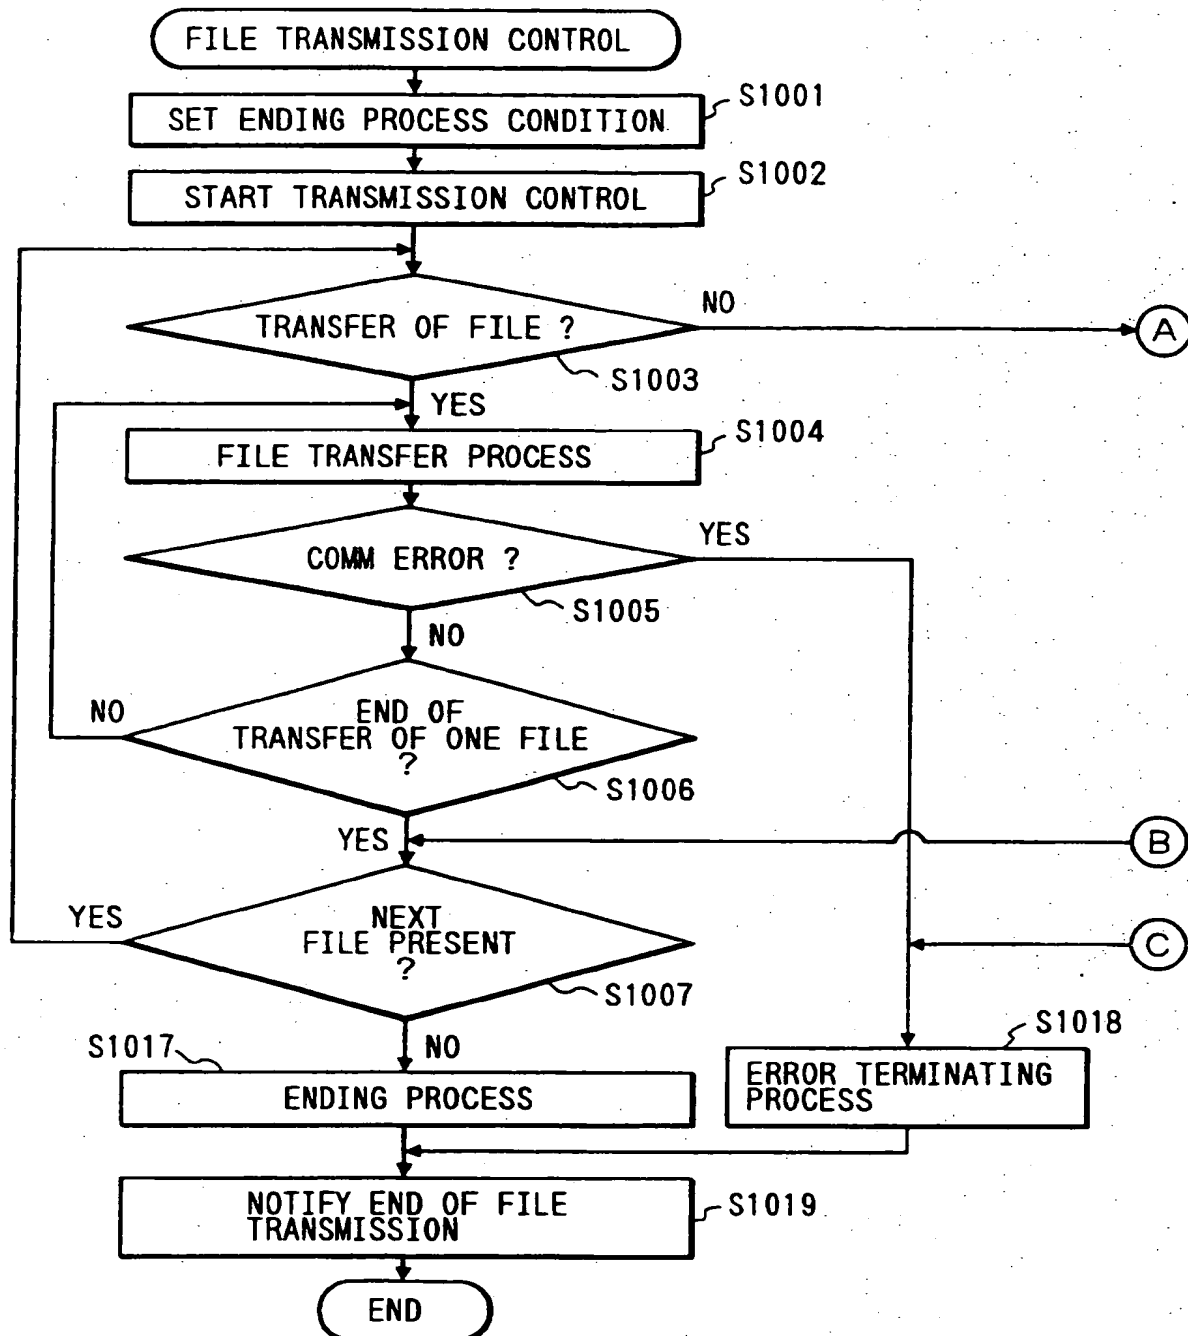 FILE TRANSMISSION CONTROL
S1001
SET ENDING PROCESS CONDITION
S1002
START TRANSMISSION CONTROL
NO
TRANSFER OF FILE ?
A
S1003
YES
S1004
FILE TRANSFER PROCESS
YES
COMM ERROR ?
S1005
NO
NO
END OF
TRANSFER OF ONE FILE
?
S1006
YES
B
YES
NEXT
FILE PRESENT
?
C
S1007
S1018
S1017
NO
ERROR TERMINATING
PROCESS
ENDING PROCESS
NOTIFY END OF FILE
TRANSMISSION
S1019
END